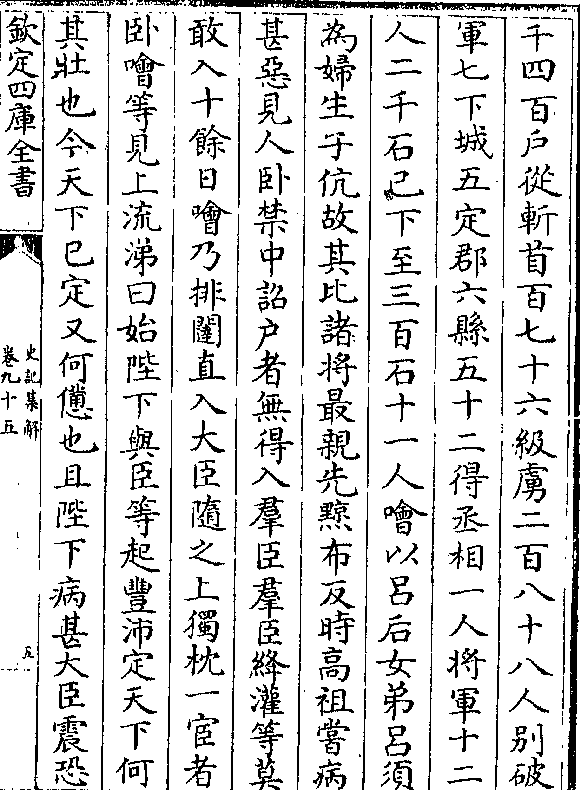 千四百戶從斬首百七十六級虜二百八十八人别破
軍七下城五定郡六縣五十二得丞相一人將軍十二
人二千石已下至三百石十一人噲以呂后女弟呂須
為婦生子伉故其比諸將最親先黥布反時髙祖嘗病
甚惡見人卧禁中詔户者無得入羣臣羣臣絳灌等莫
敢入十餘日噲乃排闥直入大臣隨之上獨枕一宦者
卧噲等見上流涕曰始陛下與臣等起豐沛定天下何
其壯也今天下已定又何憊也且陛下病甚大臣震恐
欽定四庫全書
史記集解
卷九十五
五